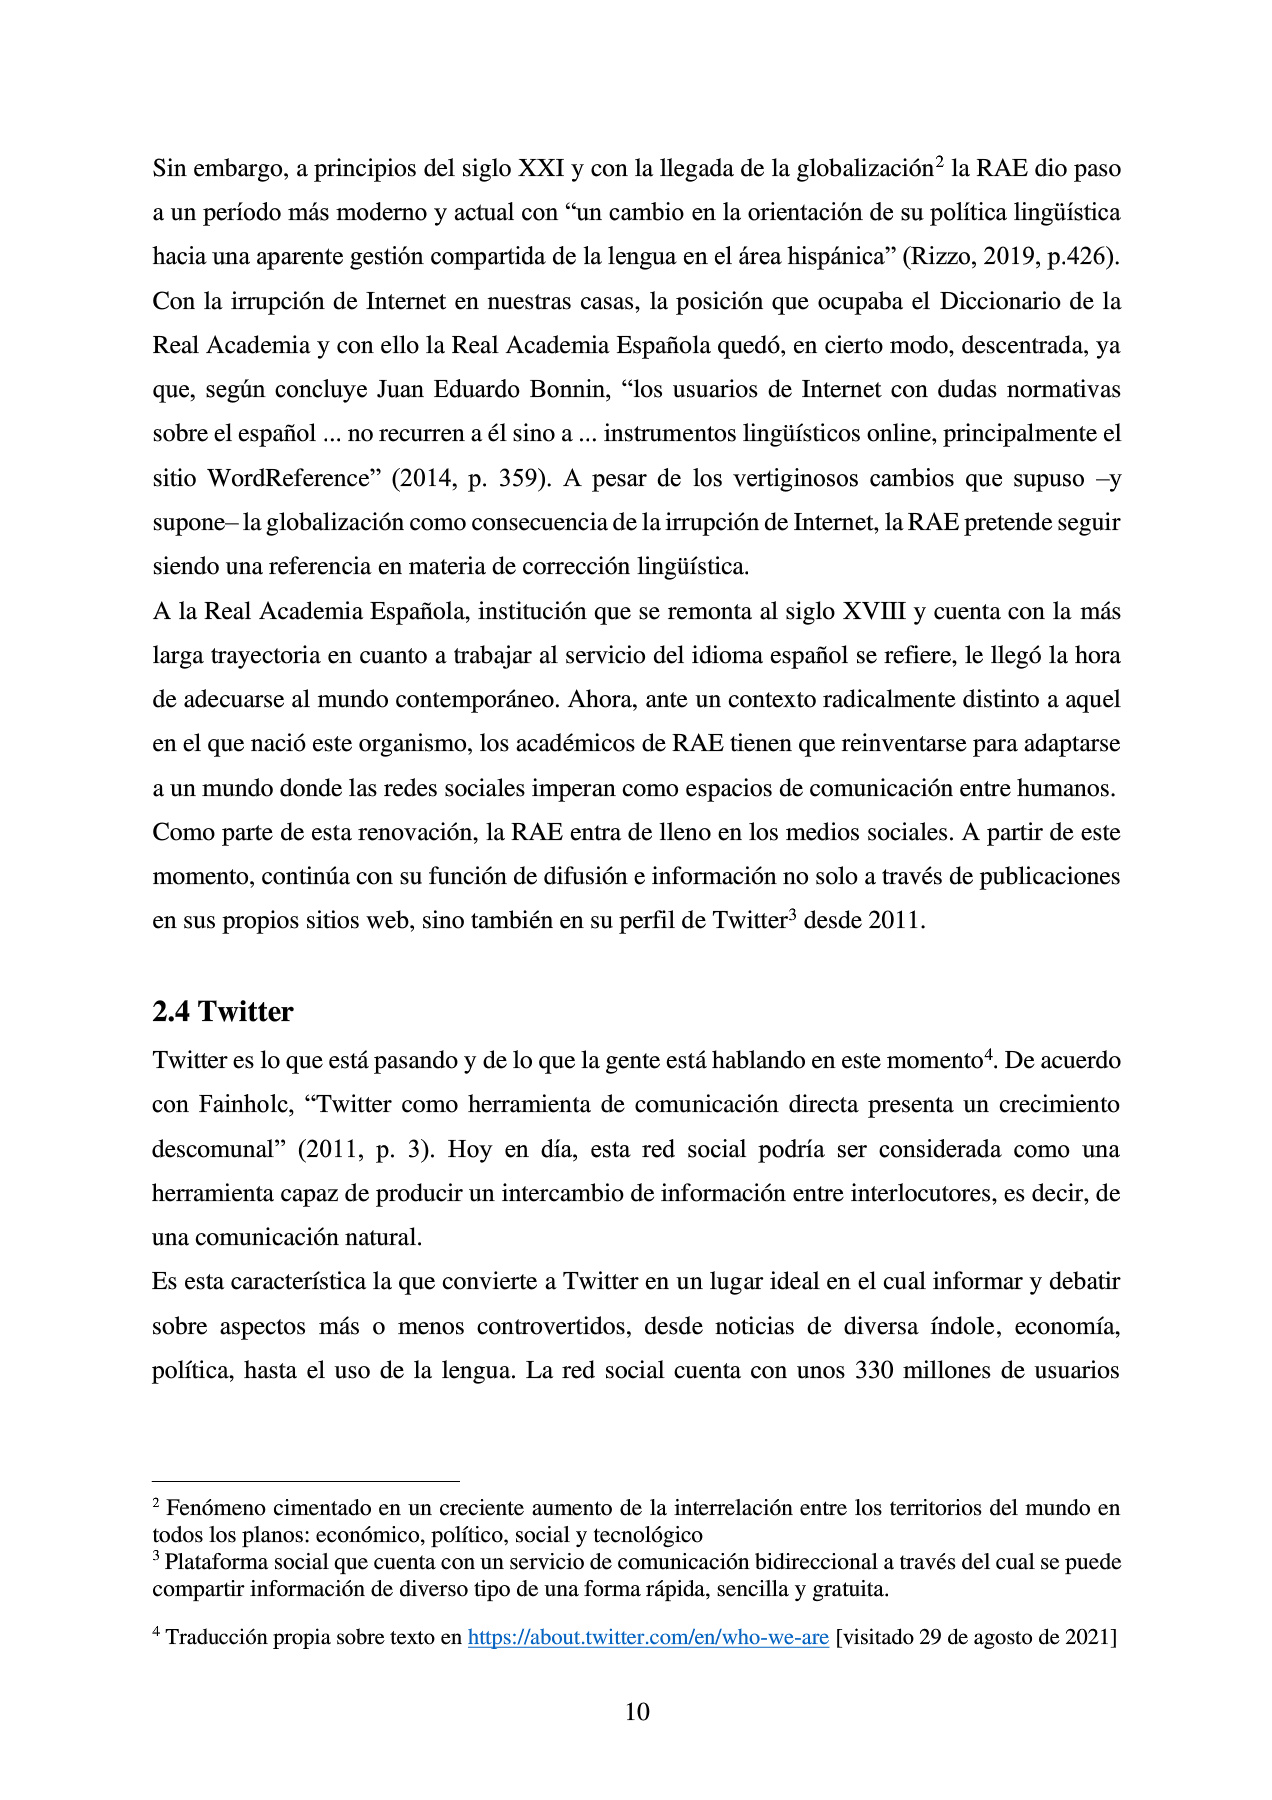 Sin embargo, a principios del siglo XXI y con la llegada de la globalización² la RAE dio paso
a un período más moderno y actual con “un cambio en la orientación de su política lingüística
hacia una aparente gestión compartida de la lengua en el área hispánica” (Rizzo, 2019, p.426).
Con la irrupción de Internet en nuestras casas, la posición que ocupaba el Diccionario de la
Real Academia y con ello la Real Academia Española quedó, en cierto modo, descentrada, ya
que, según concluye Juan Eduardo Bonnin, “los usuarios de Internet con dudas normativas
sobre el español ... no recurren a él sino a ... instrumentos lingüísticos online, principalmente el
sitio WordReference” (2014, p. 359). A pesar de los vertiginosos cambios que supuso –y
supone– la globalización como consecuencia de la irrupción de Internet, la RAE pretende seguir
siendo una referencia en materia de corrección lingüística.
A la Real Academia Española, institución que se remonta al siglo XVIII y cuenta con la más
larga trayectoria en cuanto a trabajar al servicio del idioma español se refiere, le llegó la hora
de adecuarse al mundo contemporáneo. Ahora, ante un contexto radicalmente distinto a aquel
en el que nació este organismo, los académicos de RAE tienen que reinventarse para adaptarse
a un mundo donde las redes sociales imperan como espacios de comunicación entre humanos.
Como parte de esta renovación, la RAE entra de lleno en los medios sociales. A partir de este
momento, continúa con su función de difusión e información no solo a través de publicaciones
en sus propios sitios web, sino también en su perfil de Twitter³ desde 2011.
2.4 Twitter
Twitter es lo que está pasando y de lo que la gente está hablando en este momento⁴. De acuerdo
con Fainholc, “Twitter como herramienta de comunicación directa presenta un crecimiento
descomunal” (2011, p. 3). Hoy en día, esta red social podría ser considerada como una
herramienta capaz de producir un intercambio de información entre interlocutores, es decir, de
una comunicación natural.
Es esta característica la que convierte a Twitter en un lugar ideal en el cual informar y debatir
sobre aspectos más o menos controvertidos, desde noticias de diversa índole, economía,
política, hasta el uso de la lengua. La red social cuenta con unos 330 millones de usuarios
² Fenómeno cimentado en un creciente aumento de la interrelación entre los territorios del mundo en
todos los planos: económico, político, social y tecnológico
³ Plataforma social que cuenta con un servicio de comunicación bidireccional a través del cual se puede
compartir información de diverso tipo de una forma rápida, sencilla y gratuita.
⁴ Traducción propia sobre texto en https://about.twitter.com/en/who-we-are [visitado 29 de agosto de 2021]
10